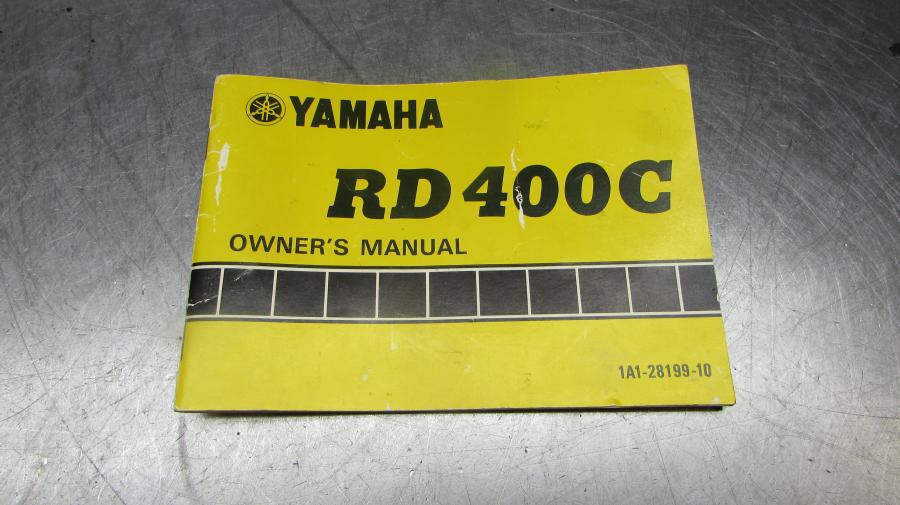 YAMAHA
RD400C
OWNER'S MANUAL
1A1-28199-10